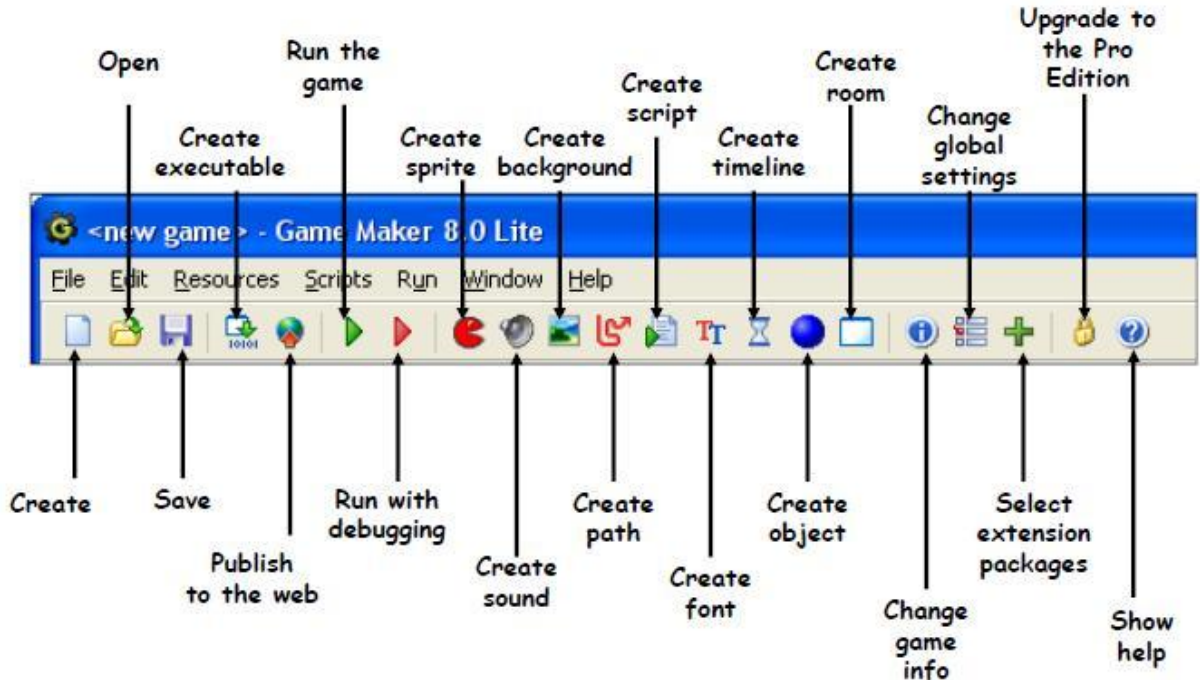 Upgrade to
the Pro
Edition
Open
Run the
game
Create
room
Create
script
Create
executable
Create
sprite
Create
background
Create
timeline
Change
global
settings
<new game> - Game Maker 8.0 Lite
File Edit Resources Scripts Run Window Help
10101
TT
Create
Save
Run with
debugging
Create
path
Create
object
Select
extension
packages
Publish
to the web
Create
sound
Create
font
Change
game
info
Show
help